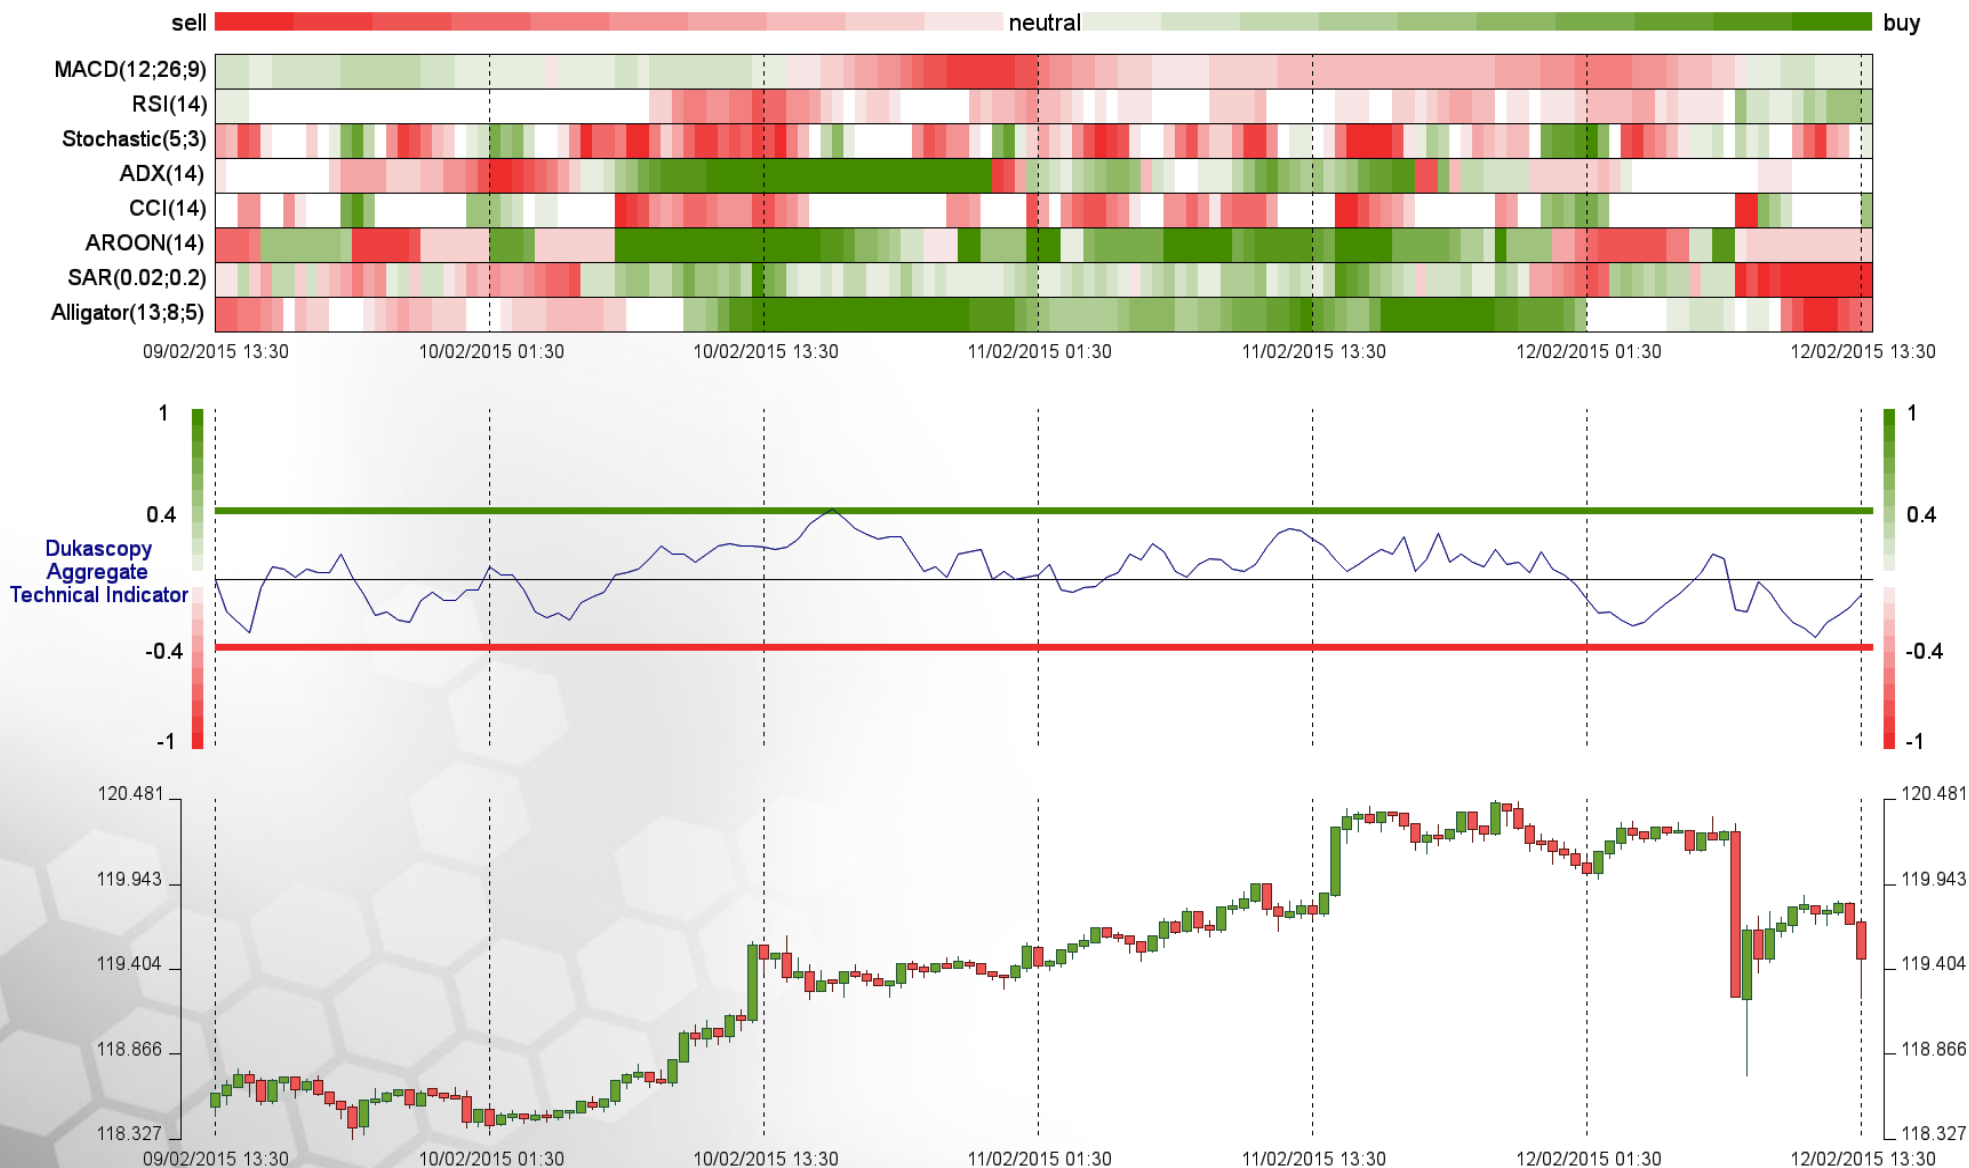 sell neutral buy
MACD(12;26;9)
RSI(14)
Stochastic(5;3)
ADX(14)
CCI(14)
AROON(14)
SAR(0.02;0.2)
Alligator(13;8;5)
09/02/2015 13:30 10/02/2015 01:30 10/02/2015 13:30 11/02/2015 01:30 11/02/2015 13:30 12/02/2015 01:30 12/02/2015 13:30
1 1
0.4 0.4
Dukascopy
Aggregate
Technical Indicator
-0.4 -0.4
-1 -1
120.481 120.481
119.943 119.943
119.404 119.404
118.866 118.866
118.327 118.327
09/02/2015 13:30 10/02/2015 01:30 10/02/2015 13:30 11/02/2015 01:30 11/02/2015 13:30 12/02/2015 01:30 12/02/2015 13:30